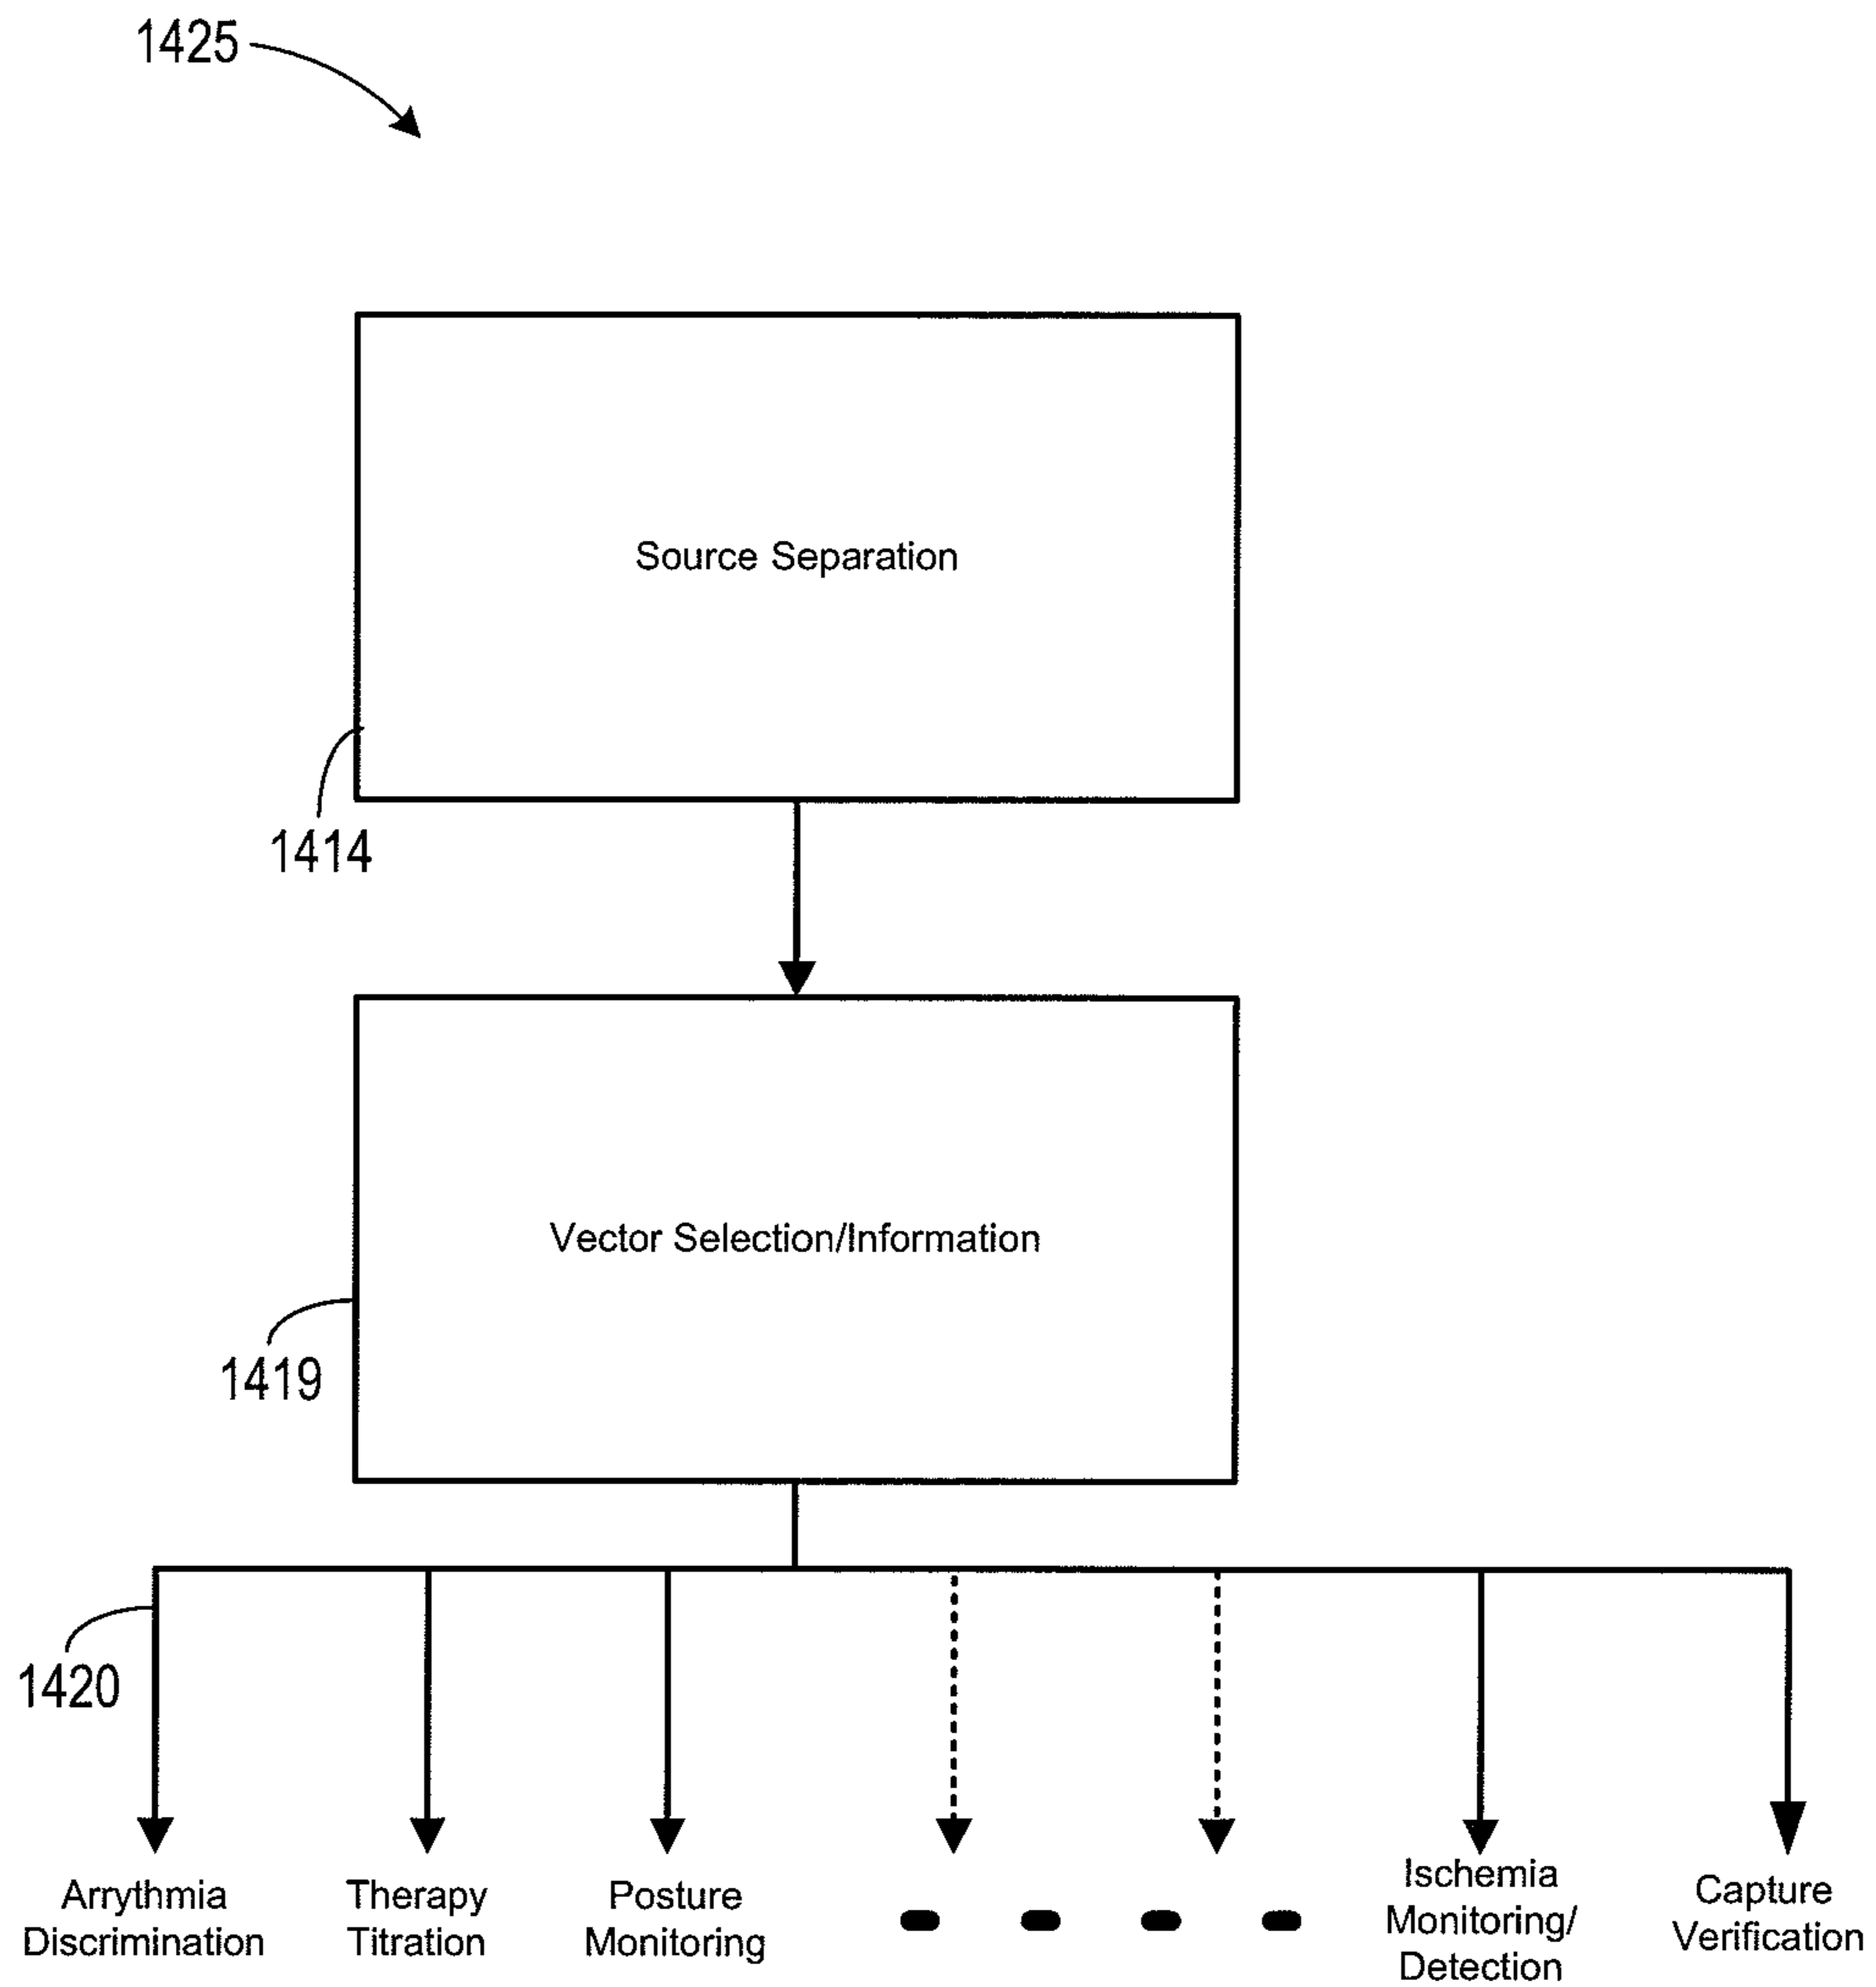 1425
Source Separation
1414
Vector Selection/Information
1419
1420
Arrythmia
Discrimination
Therapy
Titration
Posture
Monitoring
Ischemia
Monitoring/
Detection
Capture
Verification